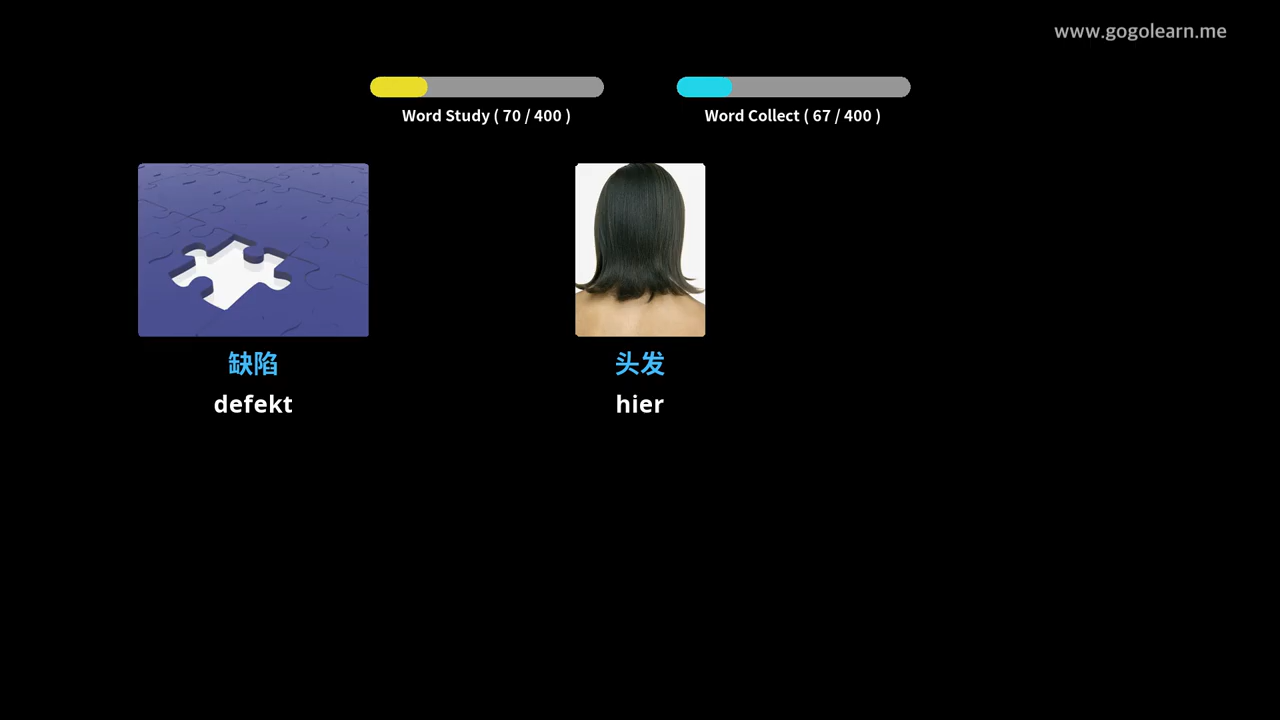 www.gogolearn.me
Word Study ( 70 / 400 )
Word Collect ( 67 / 400 )
缺陷
defekt
头发
hier